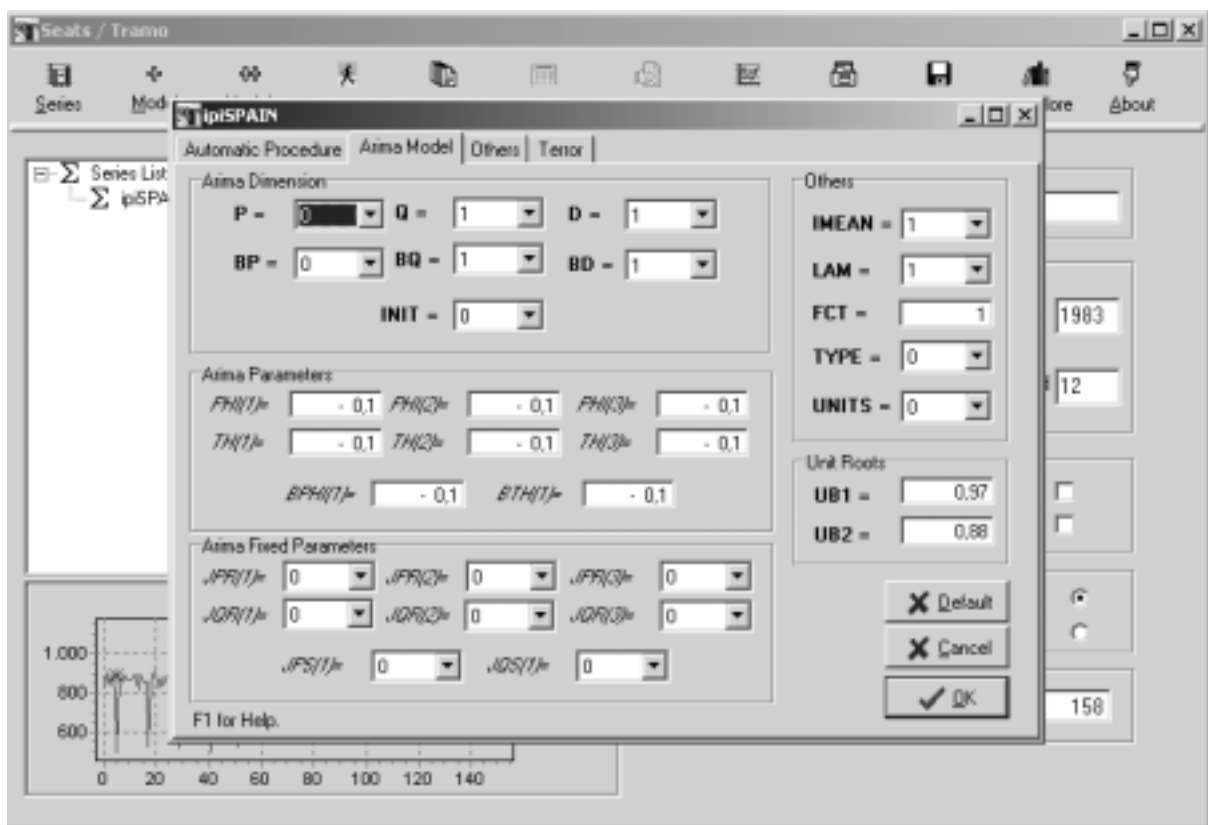 Seats / Tramo
Series
About
ipiSPAIN
Automatic Procedure Arima Model Others Terror
Series List
Arima Dimension
P = 0 Q = 1 D = 1
BP = 0 BQ = 1 BD = 1
INIT = 0
Arima Parameters
PHI(1)= - 0,1 PHI(2)= - 0,1 PHI(3)= - 0,1
TH(1)= - 0,1 TH(2)= - 0,1 TH(3)= - 0,1
BPHI(1)= - 0,1 BTH(1)= - 0,1
Arima Fixed Parameters
JPR(1)= 0 JPR(2)= 0 JPR(3)= 0
JQR(1)= 0 JQR(2)= 0 JQR(3)= 0
JPS(1)= 0 JQS(1)= 0
F1 for Help.
Others
IMEAN = 1
LAM = 1
FCT = 1
TYPE = 0
UNITS = 0
Unit Roots
UB1 = 0,97
UB2 = 0,88
Default
Cancel
OK
1983
12
158
1.000
800
600
0 20 40 60 80 100 120 140